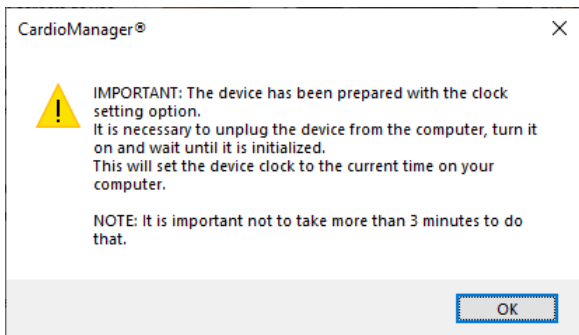 CardioManager®
IMPORTANT: The device has been prepared with the clock
setting option.
It is necessary to unplug the device from the computer, turn it
on and wait until it is initialized.
This will set the device clock to the current time on your
computer.
NOTE: It is important not to take more than 3 minutes to do
that.
OK